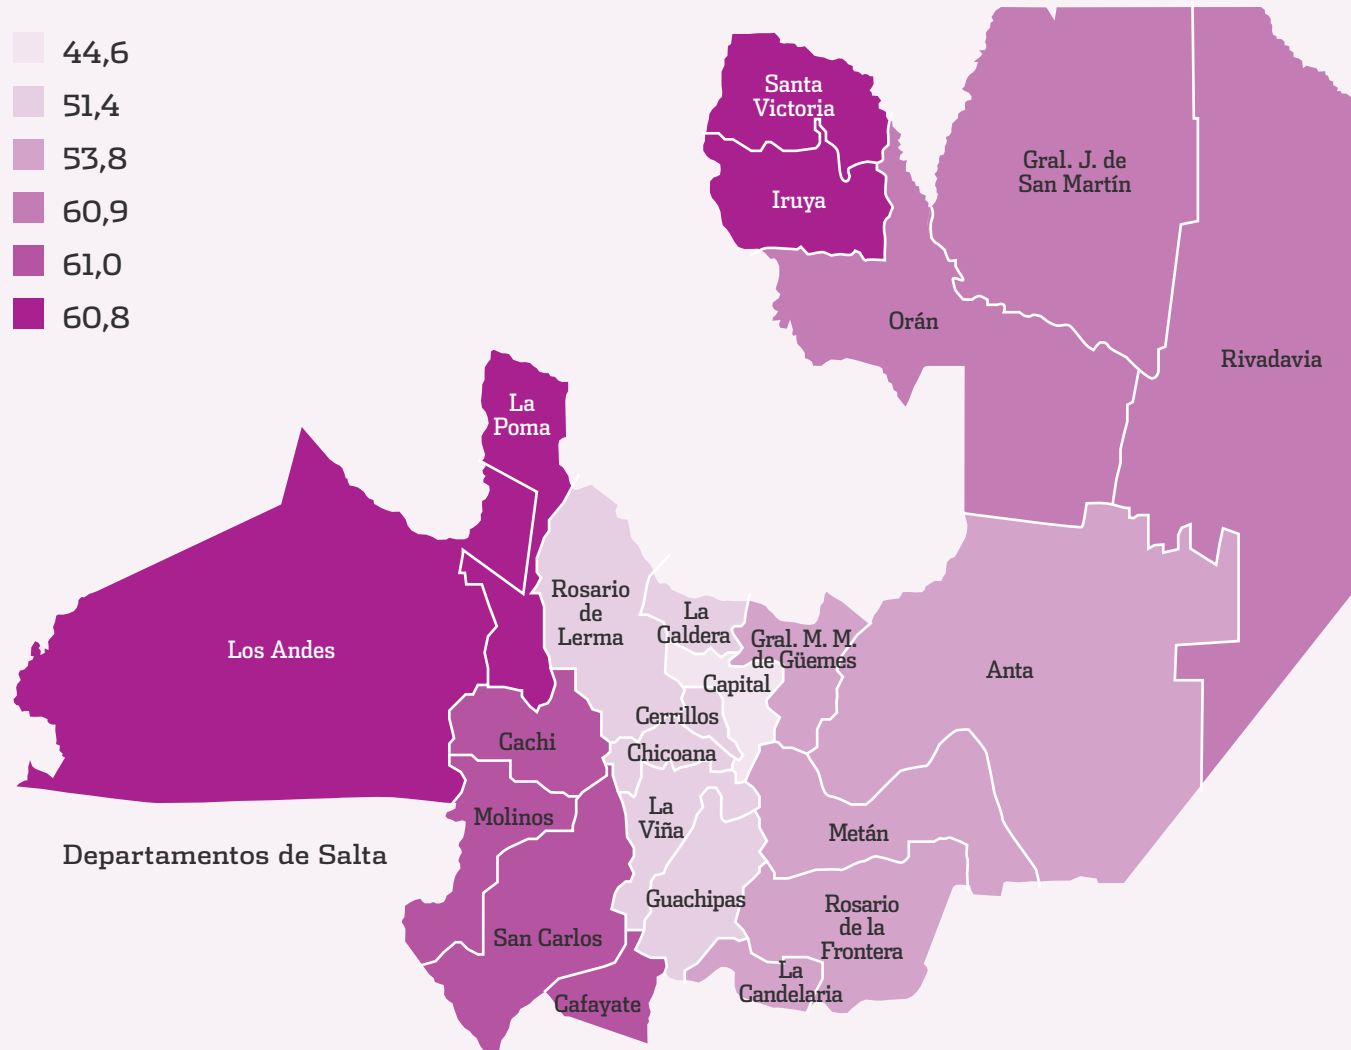 44,6
51,4
53,8
60,9
61,0
60,8
Santa
Victoria
Iruya
Gral. J. de
San Martín
Orán
Rivadavia
La
Poma
Los Andes
Rosario
de
Lerma
La
Caldera
Gral. M. M.
de Güemes
Capital
Anta
Cerrillos
Cachi
Chicoana
Molinos
La
Viña
Metán
Departamentos de Salta
Guachipas
Rosario
de la
Frontera
San Carlos
La
Candelaria
Cafayate